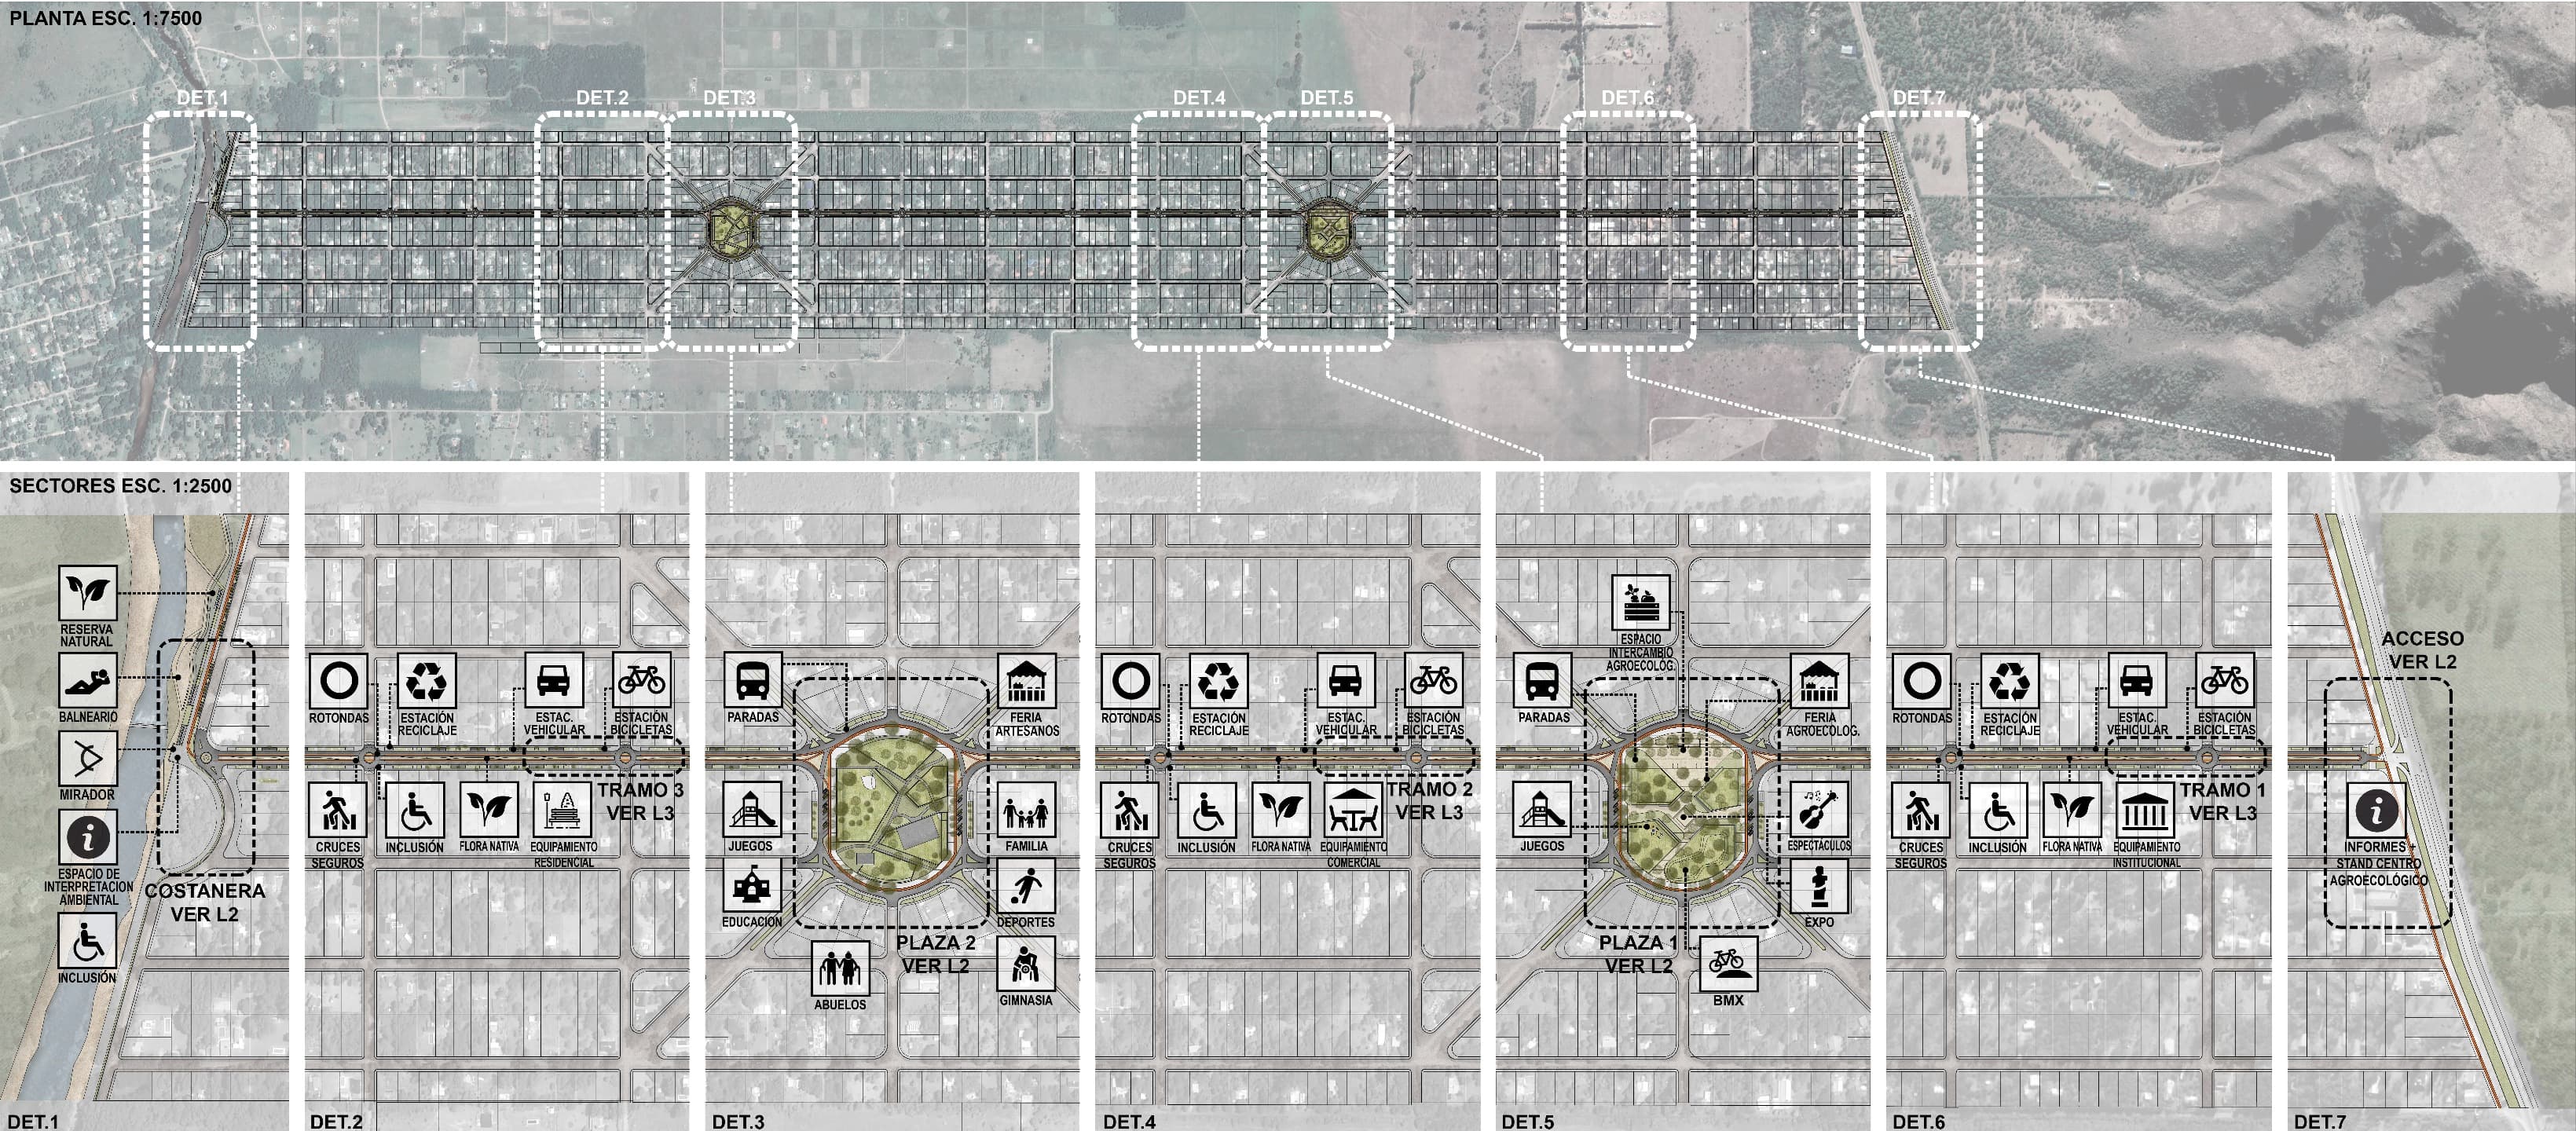 PLANTA ESC. 1:7500
DET.1
DET.2
DET.3
DET.4
DET.5
DET.6
DET.7
SECTORES ESC. 1:2500
RESERVA
NATURAL
BALNEARIO
MIRADOR
ESPACIO DE
INTERPRETACION
AMBIENTAL
INCLUSIÓN
COSTANERA
VER L2
DET.1
ROTONDAS
ESTACIÓN
RECICLAJE
ESTAC.
VEHICULAR
ESTACIÓN
BICICLETAS
CRUCES
SEGUROS
INCLUSIÓN
FLORA NATIVA
EQUIPAMIENTO
RESIDENCIAL
TRAMO 3
VER L3
DET.2
PARADAS
FERIA
ARTESANOS
JUEGOS
FAMILIA
EDUCACIÓN
DEPORTES
ABUELOS
PLAZA 2
VER L2
GIMNASIA
DET.3
ROTONDAS
ESTACIÓN
RECICLAJE
ESTAC.
VEHICULAR
ESTACIÓN
BICICLETAS
CRUCES
SEGUROS
INCLUSIÓN
FLORA NATIVA
EQUIPAMIENTO
COMERCIAL
TRAMO 2
VER L3
DET.4
ESPACIO
INTERCAMBIO
AGROECOLÓG.
PARADAS
FERIA
AGROECOLÓG.
JUEGOS
ESPECTÁCULOS
EXPO
PLAZA 1
VER L2
BMX
DET.5
ROTONDAS
ESTACIÓN
RECICLAJE
ESTAC.
VEHICULAR
ESTACIÓN
BICICLETAS
CRUCES
SEGUROS
INCLUSIÓN
FLORA NATIVA
EQUIPAMIENTO
INSTITUCIONAL
TRAMO 1
VER L3
DET.6
ACCESO
VER L2
INFORMES +
STAND CENTRO
AGROECOLÓGICO
DET.7